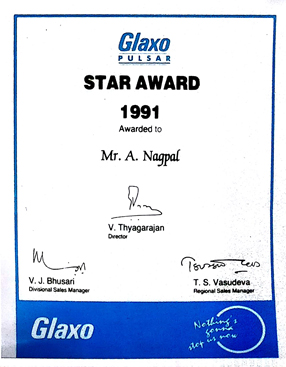 Glaxo
PULSAR
STAR AWARD
1991
Awarded to
Mr. A. Nagpal
V. Thyagarajan
Director
V. J. Bhusari
Divisional Sales Manager
T. S. Vasudeva
Regional Sales Manager
Glaxo
Nothing's
gonna
stop us now